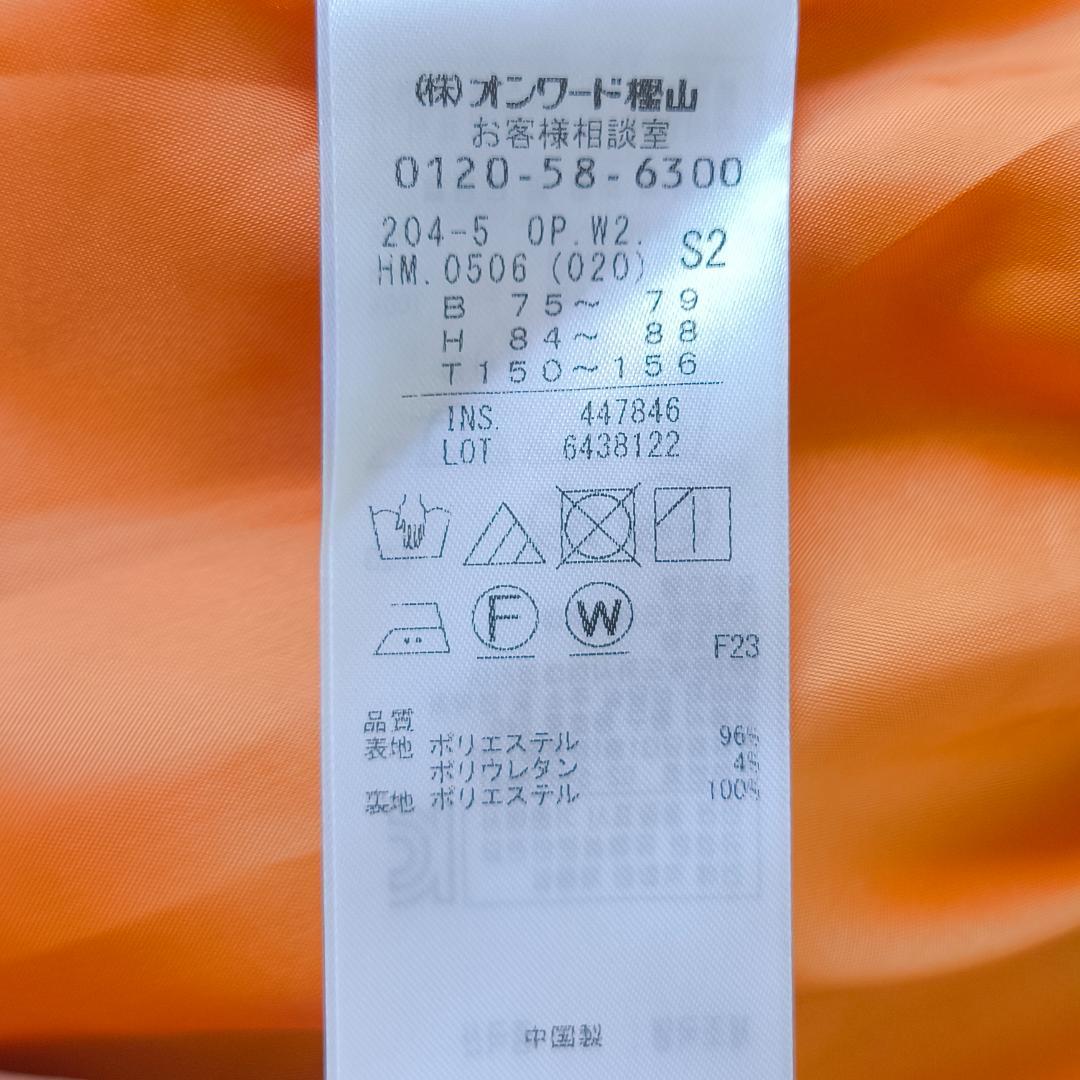 (株)オンワード樫山
お客様相談室
0120-58-6300
204-5 OP.W2.
S2
HM.0506 (020)
B 75〜 79
H 84〜 88
T150〜156
INS. 447846
LOT 6438122
F
W
F23
品質
表地 ポリエステル 96%
ポリウレタン 4%
裏地 ポリエステル 100%
中国製